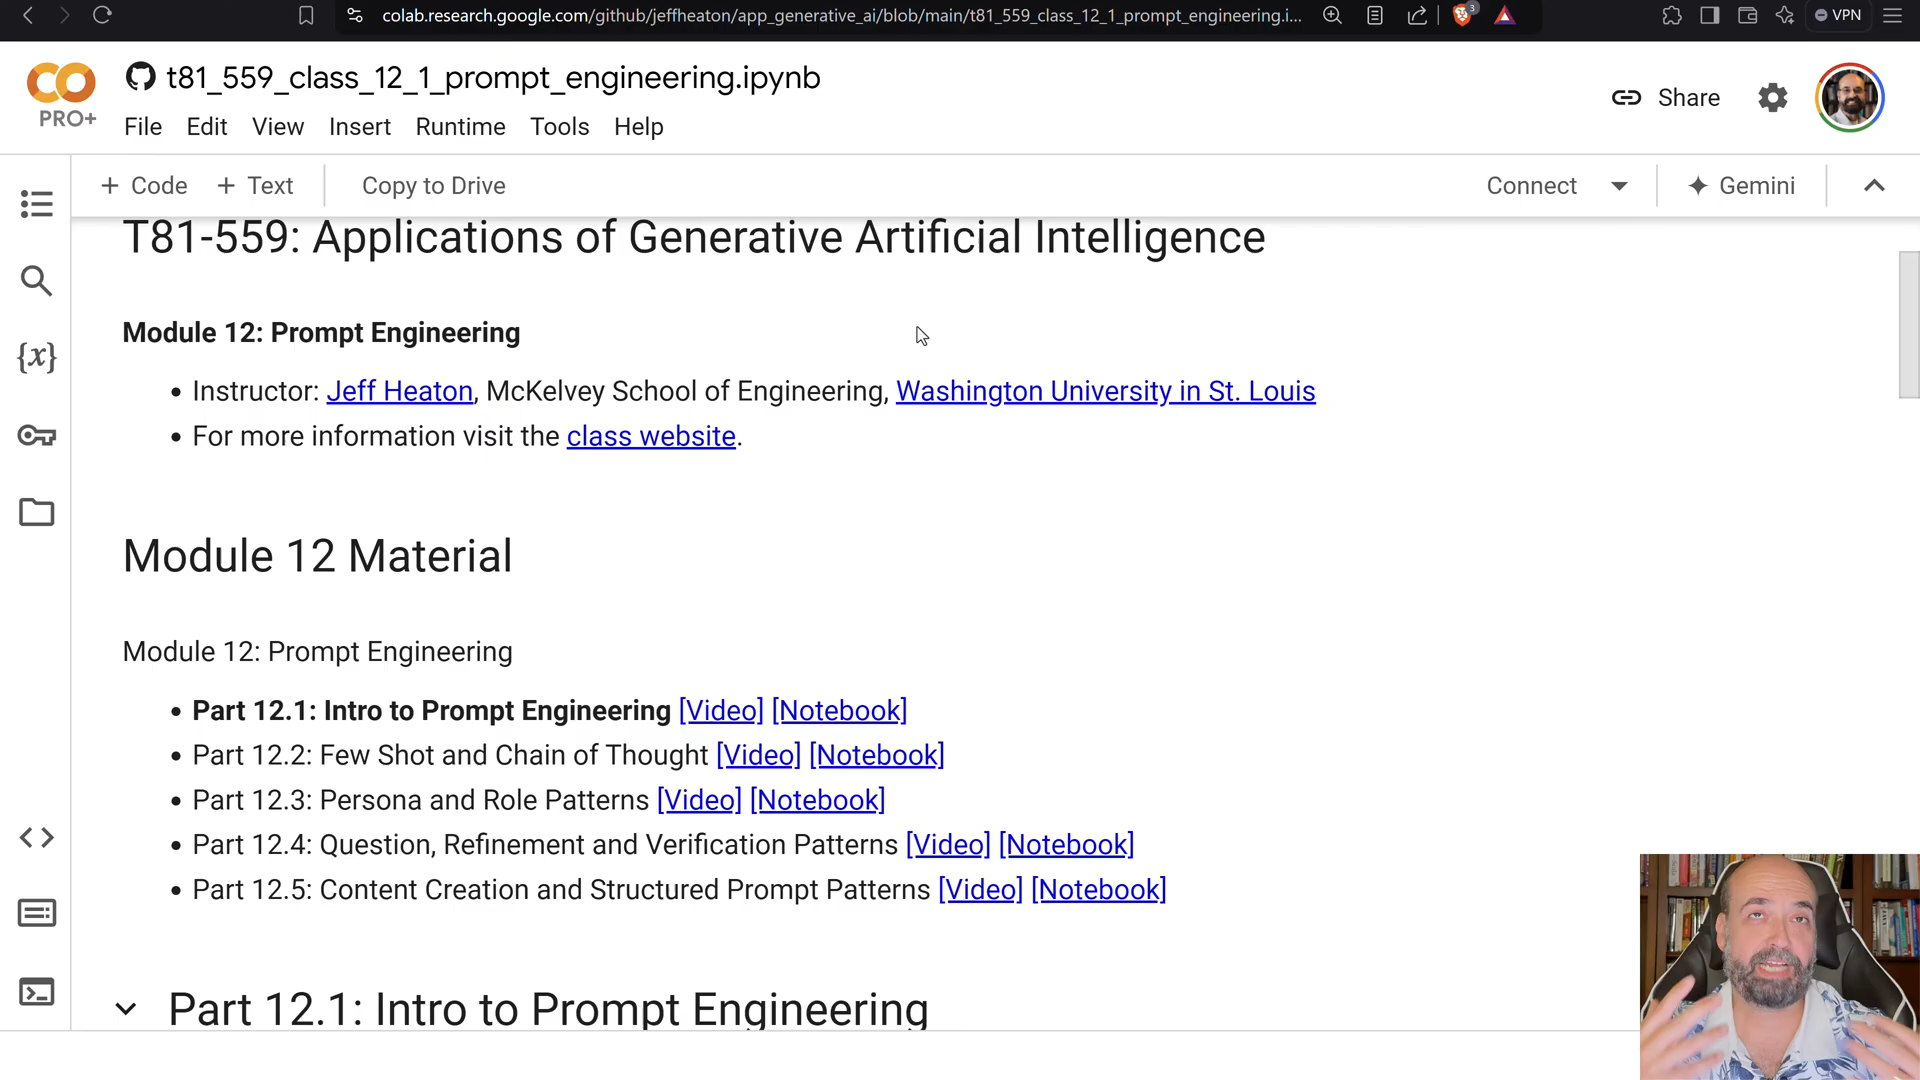 colab.research.google.com/github/jeffheaton/app_generative_ai/blob/main/t81_559_class_12_1_prompt_engineering.i...
3
VPN
PRO+
t81_559_class_12_1_prompt_engineering.ipynb
File Edit View Insert Runtime Tools Help
Share
+ Code + Text Copy to Drive
Connect
Gemini
T81-559: Applications of Generative Artificial Intelligence
Module 12: Prompt Engineering
• Instructor: Jeff Heaton, McKelvey School of Engineering, Washington University in St. Louis
• For more information visit the class website.
Module 12 Material
Module 12: Prompt Engineering
• Part 12.1: Intro to Prompt Engineering [Video] [Notebook]
• Part 12.2: Few Shot and Chain of Thought [Video] [Notebook]
• Part 12.3: Persona and Role Patterns [Video] [Notebook]
• Part 12.4: Question, Refinement and Verification Patterns [Video] [Notebook]
• Part 12.5: Content Creation and Structured Prompt Patterns [Video] [Notebook]
Part 12.1: Intro to Prompt Engineering
{x}